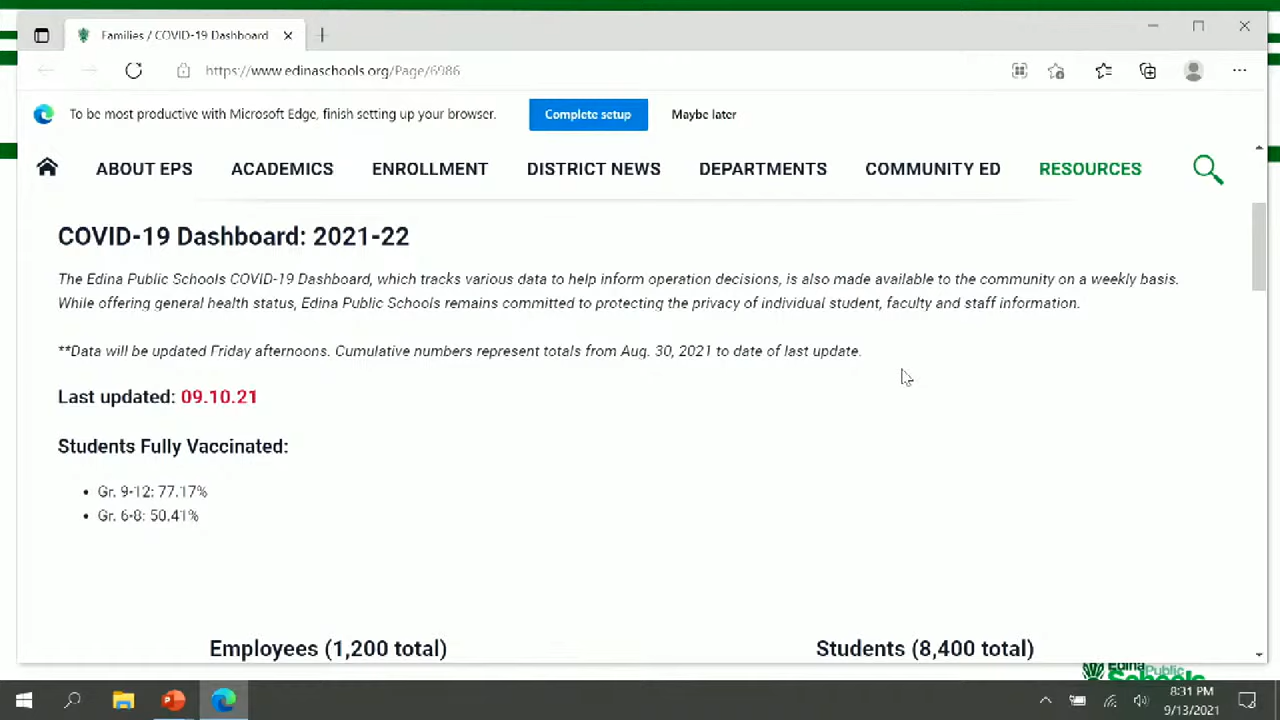 Families / COVID-19 Dashboard
https://www.edinaschools.org/Page/6986
To be most productive with Microsoft Edge, finish setting up your browser. Complete setup Maybe later
ABOUT EPS ACADEMICS ENROLLMENT DISTRICT NEWS DEPARTMENTS COMMUNITY ED RESOURCES
COVID-19 Dashboard: 2021-22
The Edina Public Schools COVID-19 Dashboard, which tracks various data to help inform operation decisions, is also made available to the community on a weekly basis.
While offering general health status, Edina Public Schools remains committed to protecting the privacy of individual student, faculty and staff information.
**Data will be updated Friday afternoons. Cumulative numbers represent totals from Aug. 30, 2021 to date of last update.
Last updated: 09.10.21
Students Fully Vaccinated:
• Gr. 9-12: 77.17%
• Gr. 6-8: 50.41%
Employees (1,200 total) Students (8,400 total)
Edina Public
Schools
8:31 PM
9/13/2021